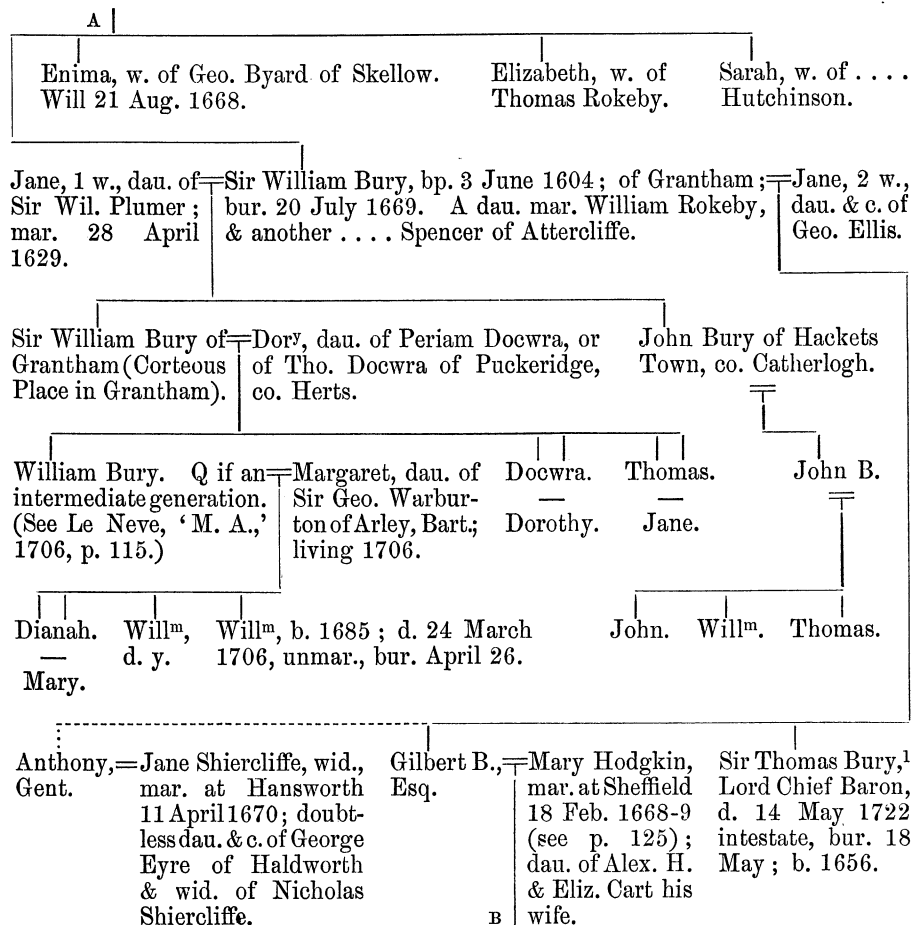 A
Enima, w. of Geo. Byard of Skellow.
Will 21 Aug. 1668.
Elizabeth, w. of
Thomas Rokeby.
Sarah, w. of . . . .
Hutchinson.
Jane, 1 w., dau. of
Sir Wil. Plumer ;
mar. 28 April
1629.
Sir William Bury, bp. 3 June 1604 ; of Grantham ;
bur. 20 July 1669. A dau. mar. William Rokeby,
& another . . . . Spencer of Attercliffe.
Jane, 2 w.,
dau. & c. of
Geo. Ellis.
Sir William Bury of
Grantham (Corteous
Place in Grantham).
Dorʸ, dau. of Periam Docwra, or
of Tho. Docwra of Puckeridge,
co. Herts.
John Bury of Hackets
Town, co. Catherlogh.
William Bury. Q if an
intermediate generation.
(See Le Neve, ‘ M. A.,’
1706, p. 115.)
Margaret, dau. of
Sir Geo. Warbur-
ton of Arley, Bart.;
living 1706.
Docwra.
—
Dorothy.
Thomas.
—
Jane.
John B.
Dianah.
—
Mary.
Willᵐ,
d. y.
Willᵐ, b. 1685 ; d. 24 March
1706, unmar., bur. April 26.
John. Willᵐ. Thomas.
Anthony,
Gent.
Jane Shiercliffe, wid.,
mar. at Hansworth
11 April 1670 ; doubt-
less dau. & c. of George
Eyre of Haldworth
& wid. of Nicholas
Shiercliffe.
Gilbert B.,
Esq.
Mary Hodgkin,
mar. at Sheffield
18 Feb. 1668-9
(see p. 125) ;
dau. of Alex. H.
& Eliz. Cart his
wife.
Sir Thomas Bury,¹
Lord Chief Baron,
d. 14 May 1722
intestate, bur. 18
May ; b. 1656.
B